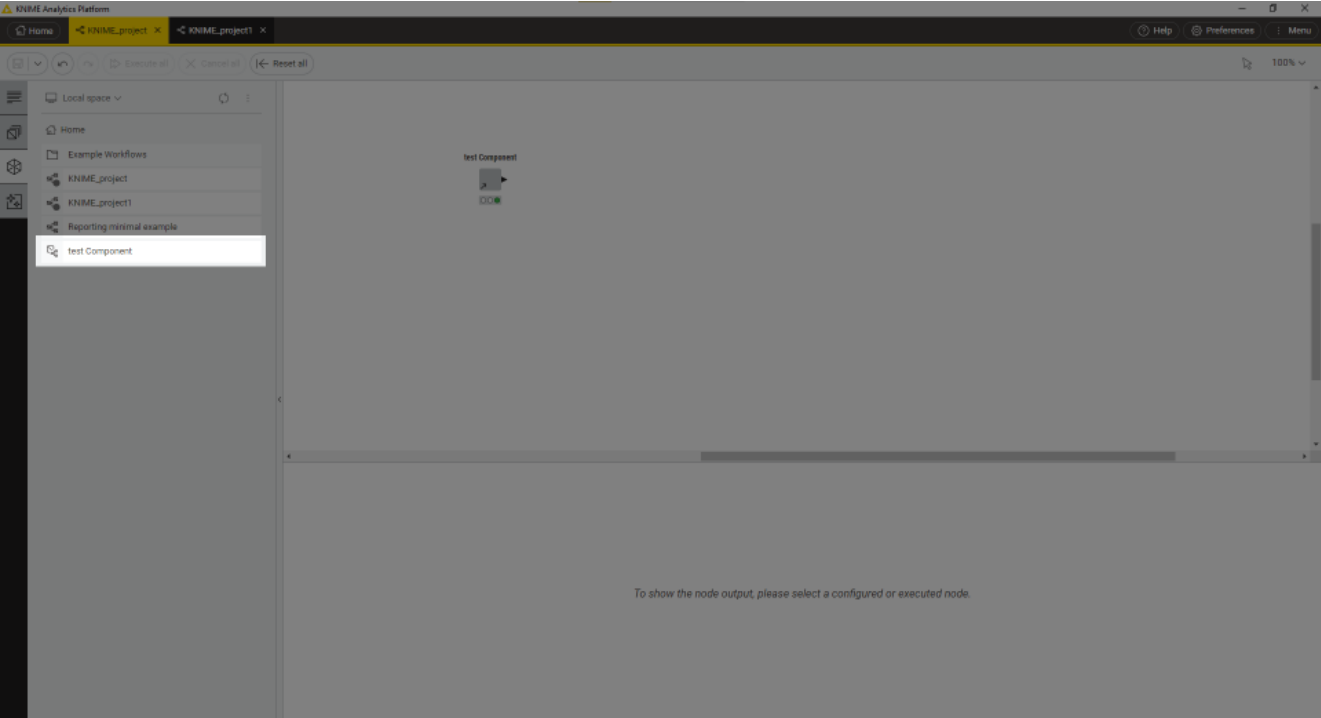 KNIME Analytics Platform
Home KNIME_project KNIME_project1 Help Preferences Menu
Execute all Cancel all Reset all 100%
Local space
Home
Example Workflows
KNIME_project
KNIME_project1
Reporting minimal example
test Component
test Component
To show the node output, please select a configured or executed node.